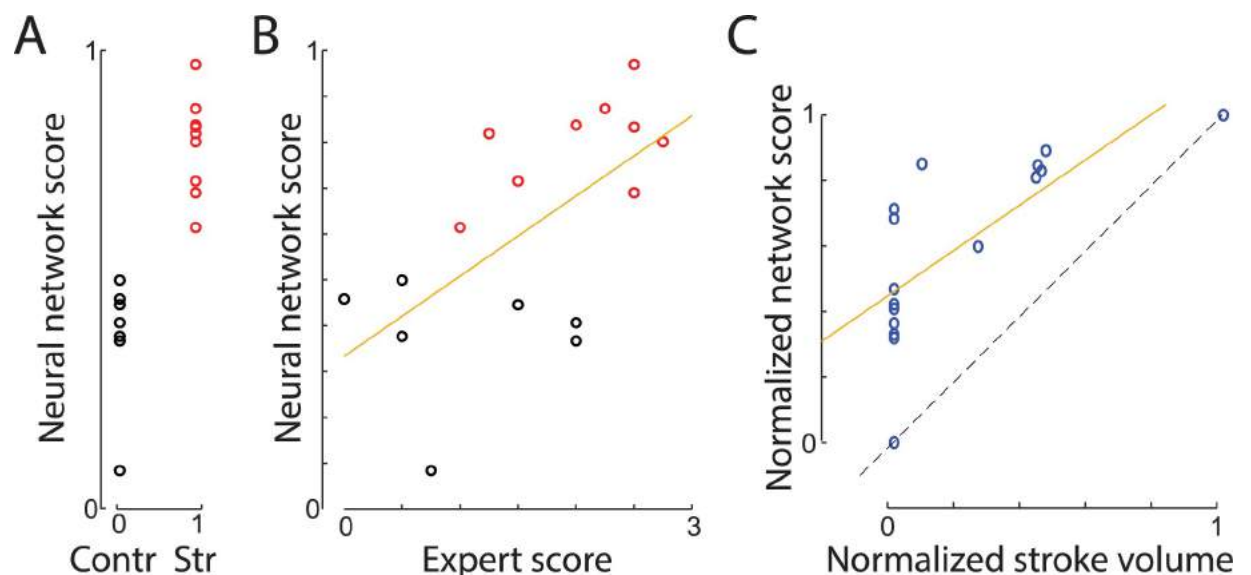 A
Neural network score
1
0
0 1
Contr Str
B
Neural network score
1
0
0 3
Expert score
C
Normalized network score
1
0
0 1
Normalized stroke volume